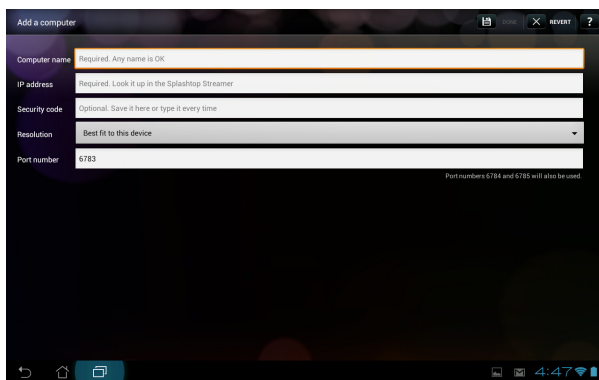 Add a computer
DONE
REVERT
?
Computer name
Required. Any name is OK
IP address
Required. Look it up in the Splashtop Streamer
Security code
Optional. Save it here or type it every time
Resolution
Best fit to this device
Port number
6783
Port numbers 6784 and 6785 will also be used.
4:47